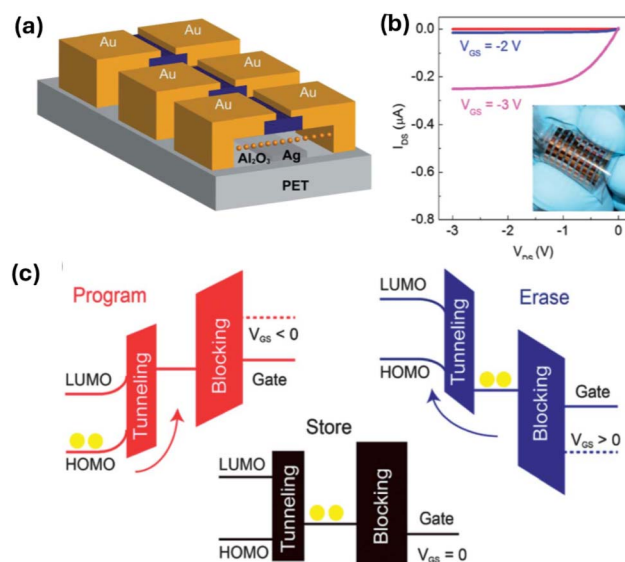 (a)
Au
Au
Au
Au
Au
Au
Al₂O₃
Ag
PET
(b)
0.0
-0.2
-0.4
-0.6
-0.8
I_DS (μA)
V_GS = -2 V
V_GS = -3 V
-3
-2
-1
0
V_DS (V)
(c)
Program
LUMO
HOMO
Tunneling
Blocking
V_GS < 0
Gate
Erase
LUMO
HOMO
Tunneling
Blocking
Gate
V_GS > 0
Store
LUMO
HOMO
Tunneling
Blocking
Gate
V_GS = 0